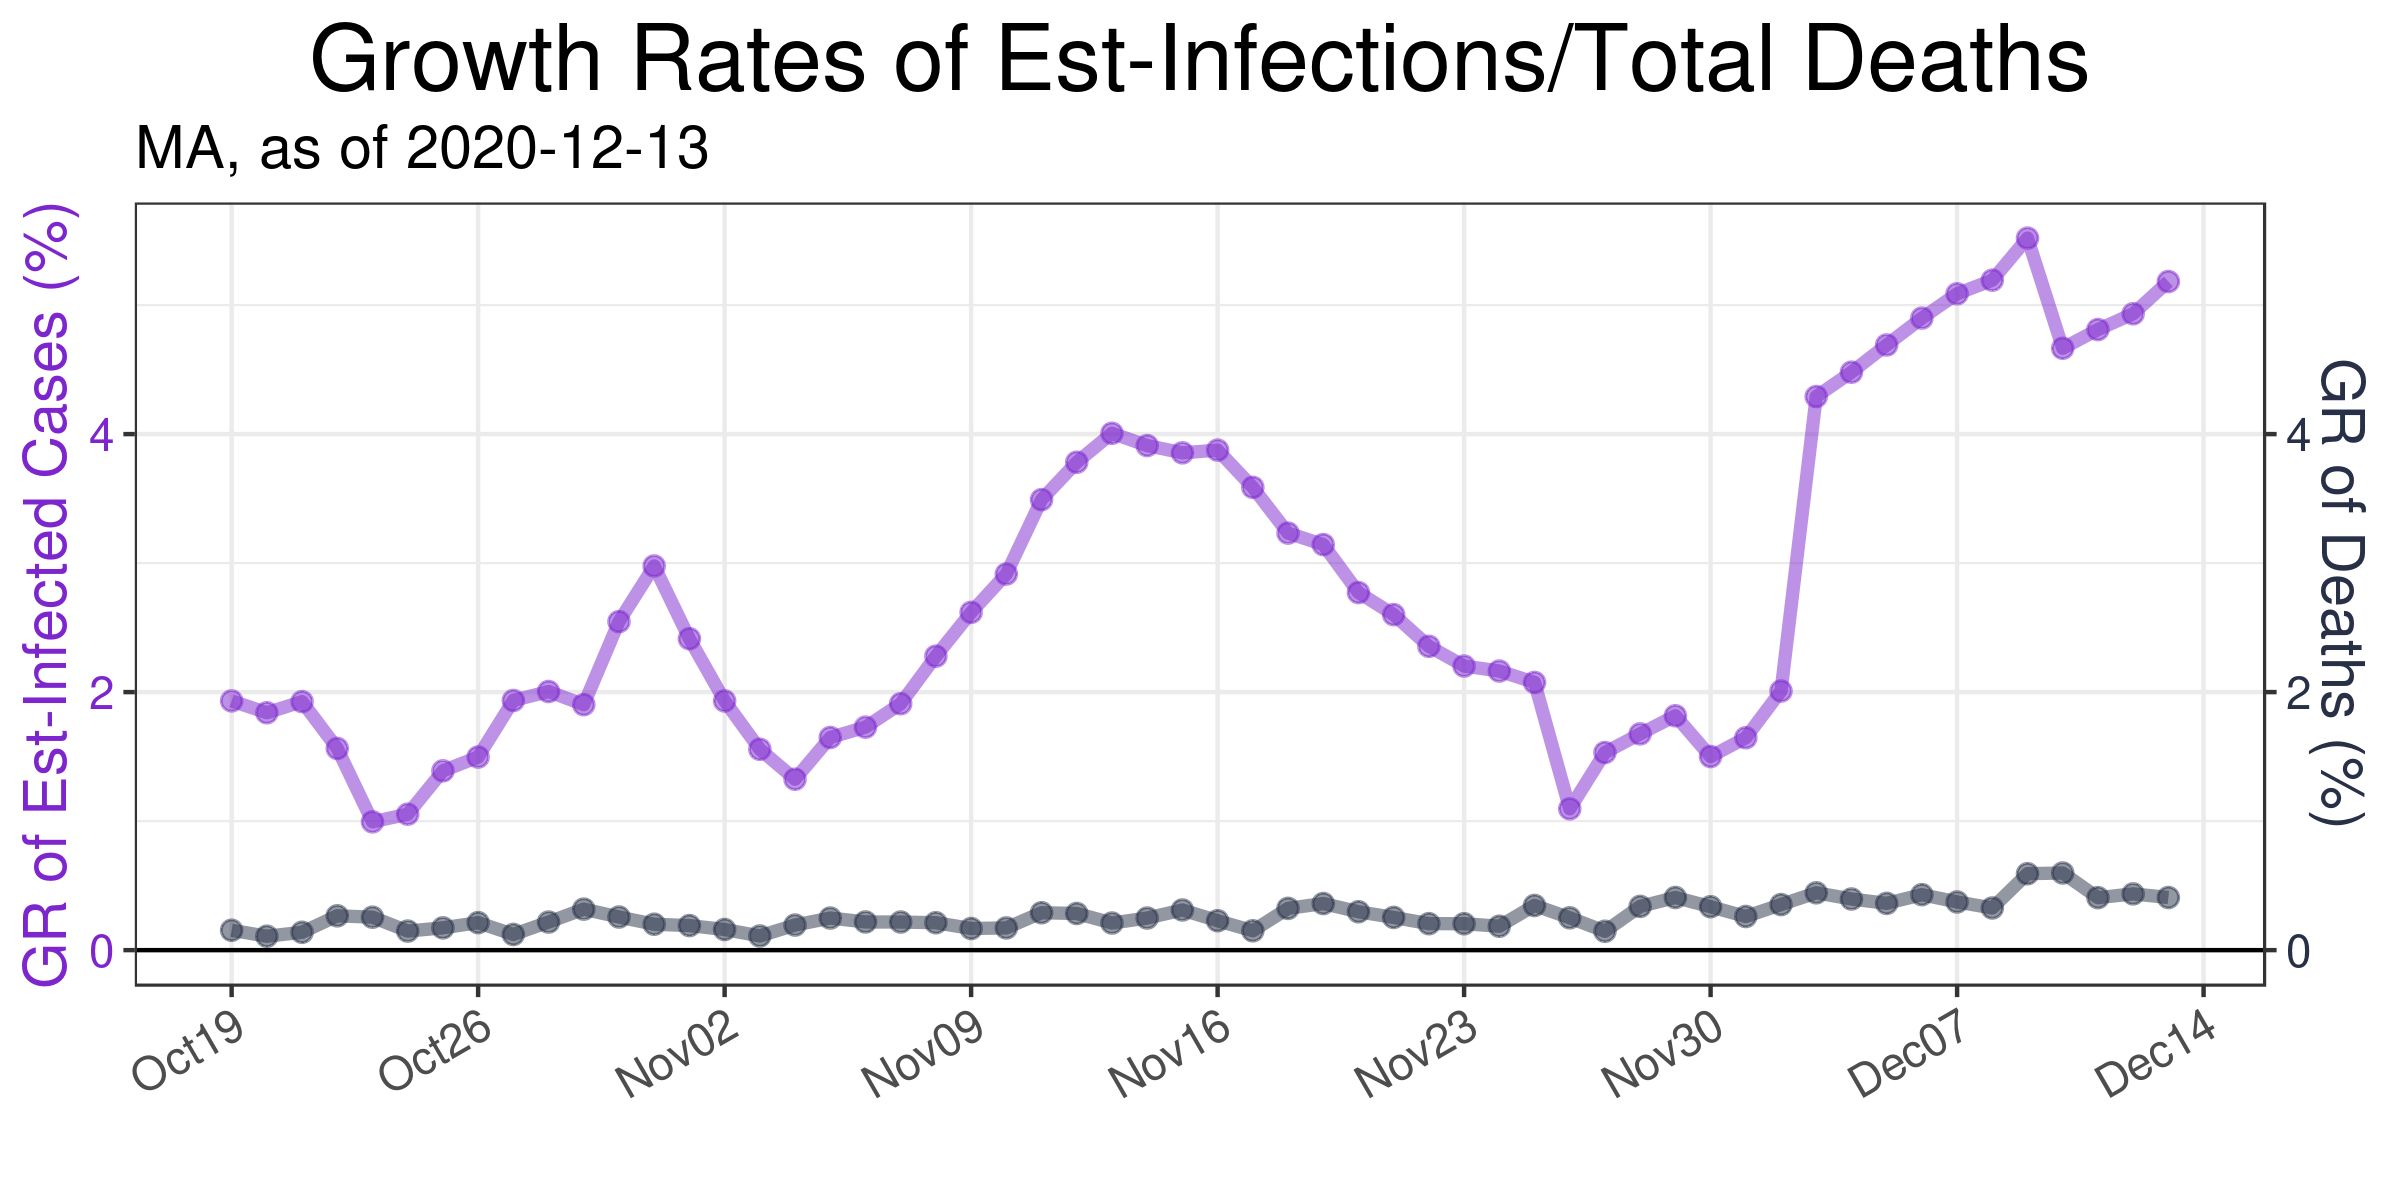 Growth Rates of Est-Infections/Total Deaths
MA, as of 2020-12-13
GR of Est-Infected Cases (%)
4
2
0
4
2
0
GR of Deaths (%)
Oct19
Oct26
Nov02
Nov09
Nov16
Nov23
Nov30
Dec07
Dec14